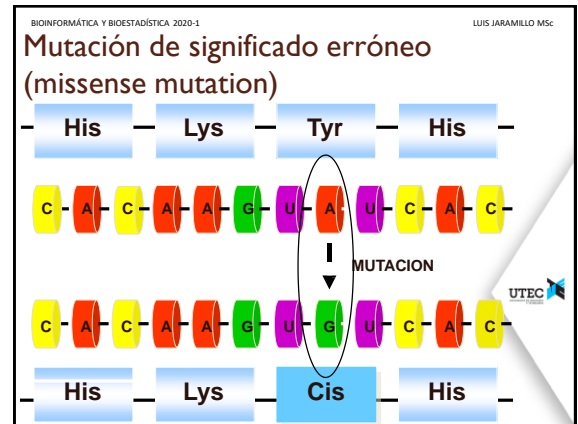 BIOINFORMÁTICA Y BIOESTADÍSTICA 2020-1 LUIS JARAMILLO MSc
Mutación de significado erróneo
(missense mutation)
His Lys Tyr His
C A C A A G U A U C A C
MUTACION
UTEC
C A C A A G U G U C A C
His Lys Cis His